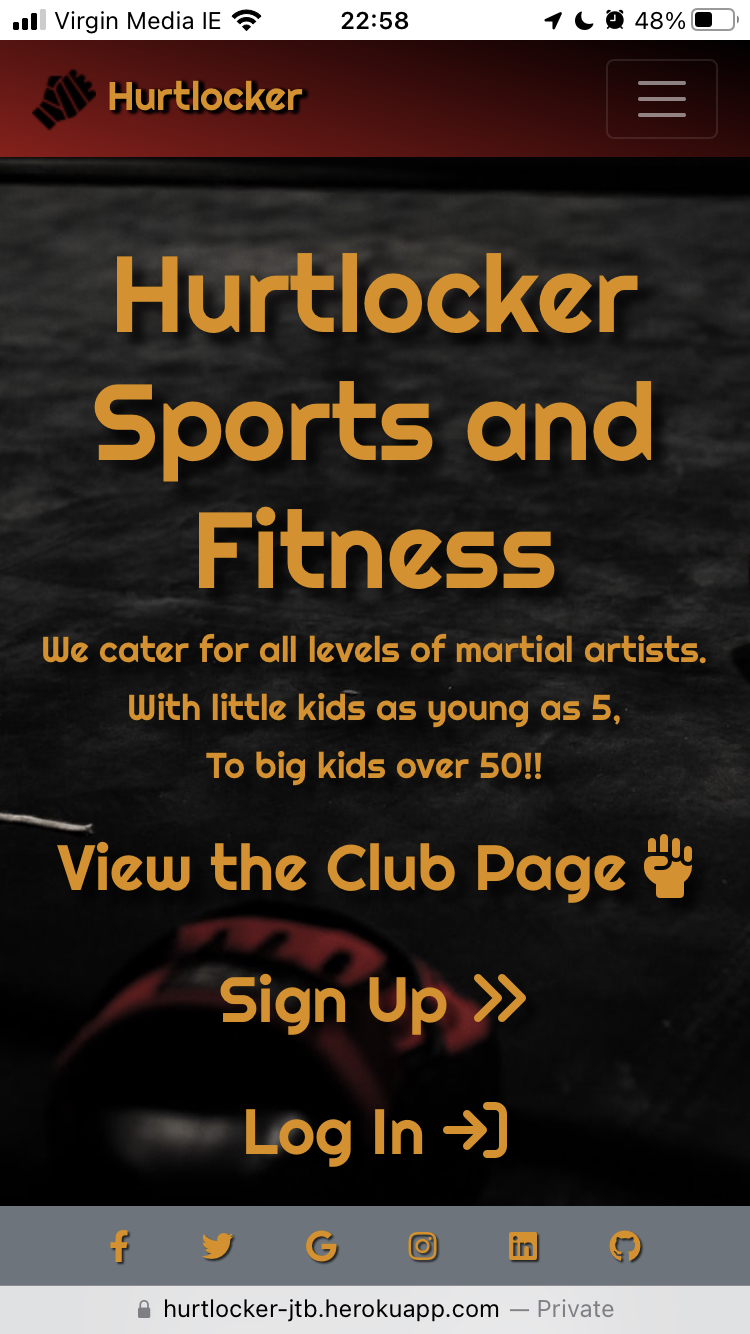 Virgin Media IE 22:58 48%
Hurtlocker
Hurtlocker
Sports and
Fitness
We cater for all levels of martial artists.
With little kids as young as 5,
To big kids over 50!!
View the Club Page
Sign Up
Log In
hurtlocker-jtb.herokuapp.com — Private